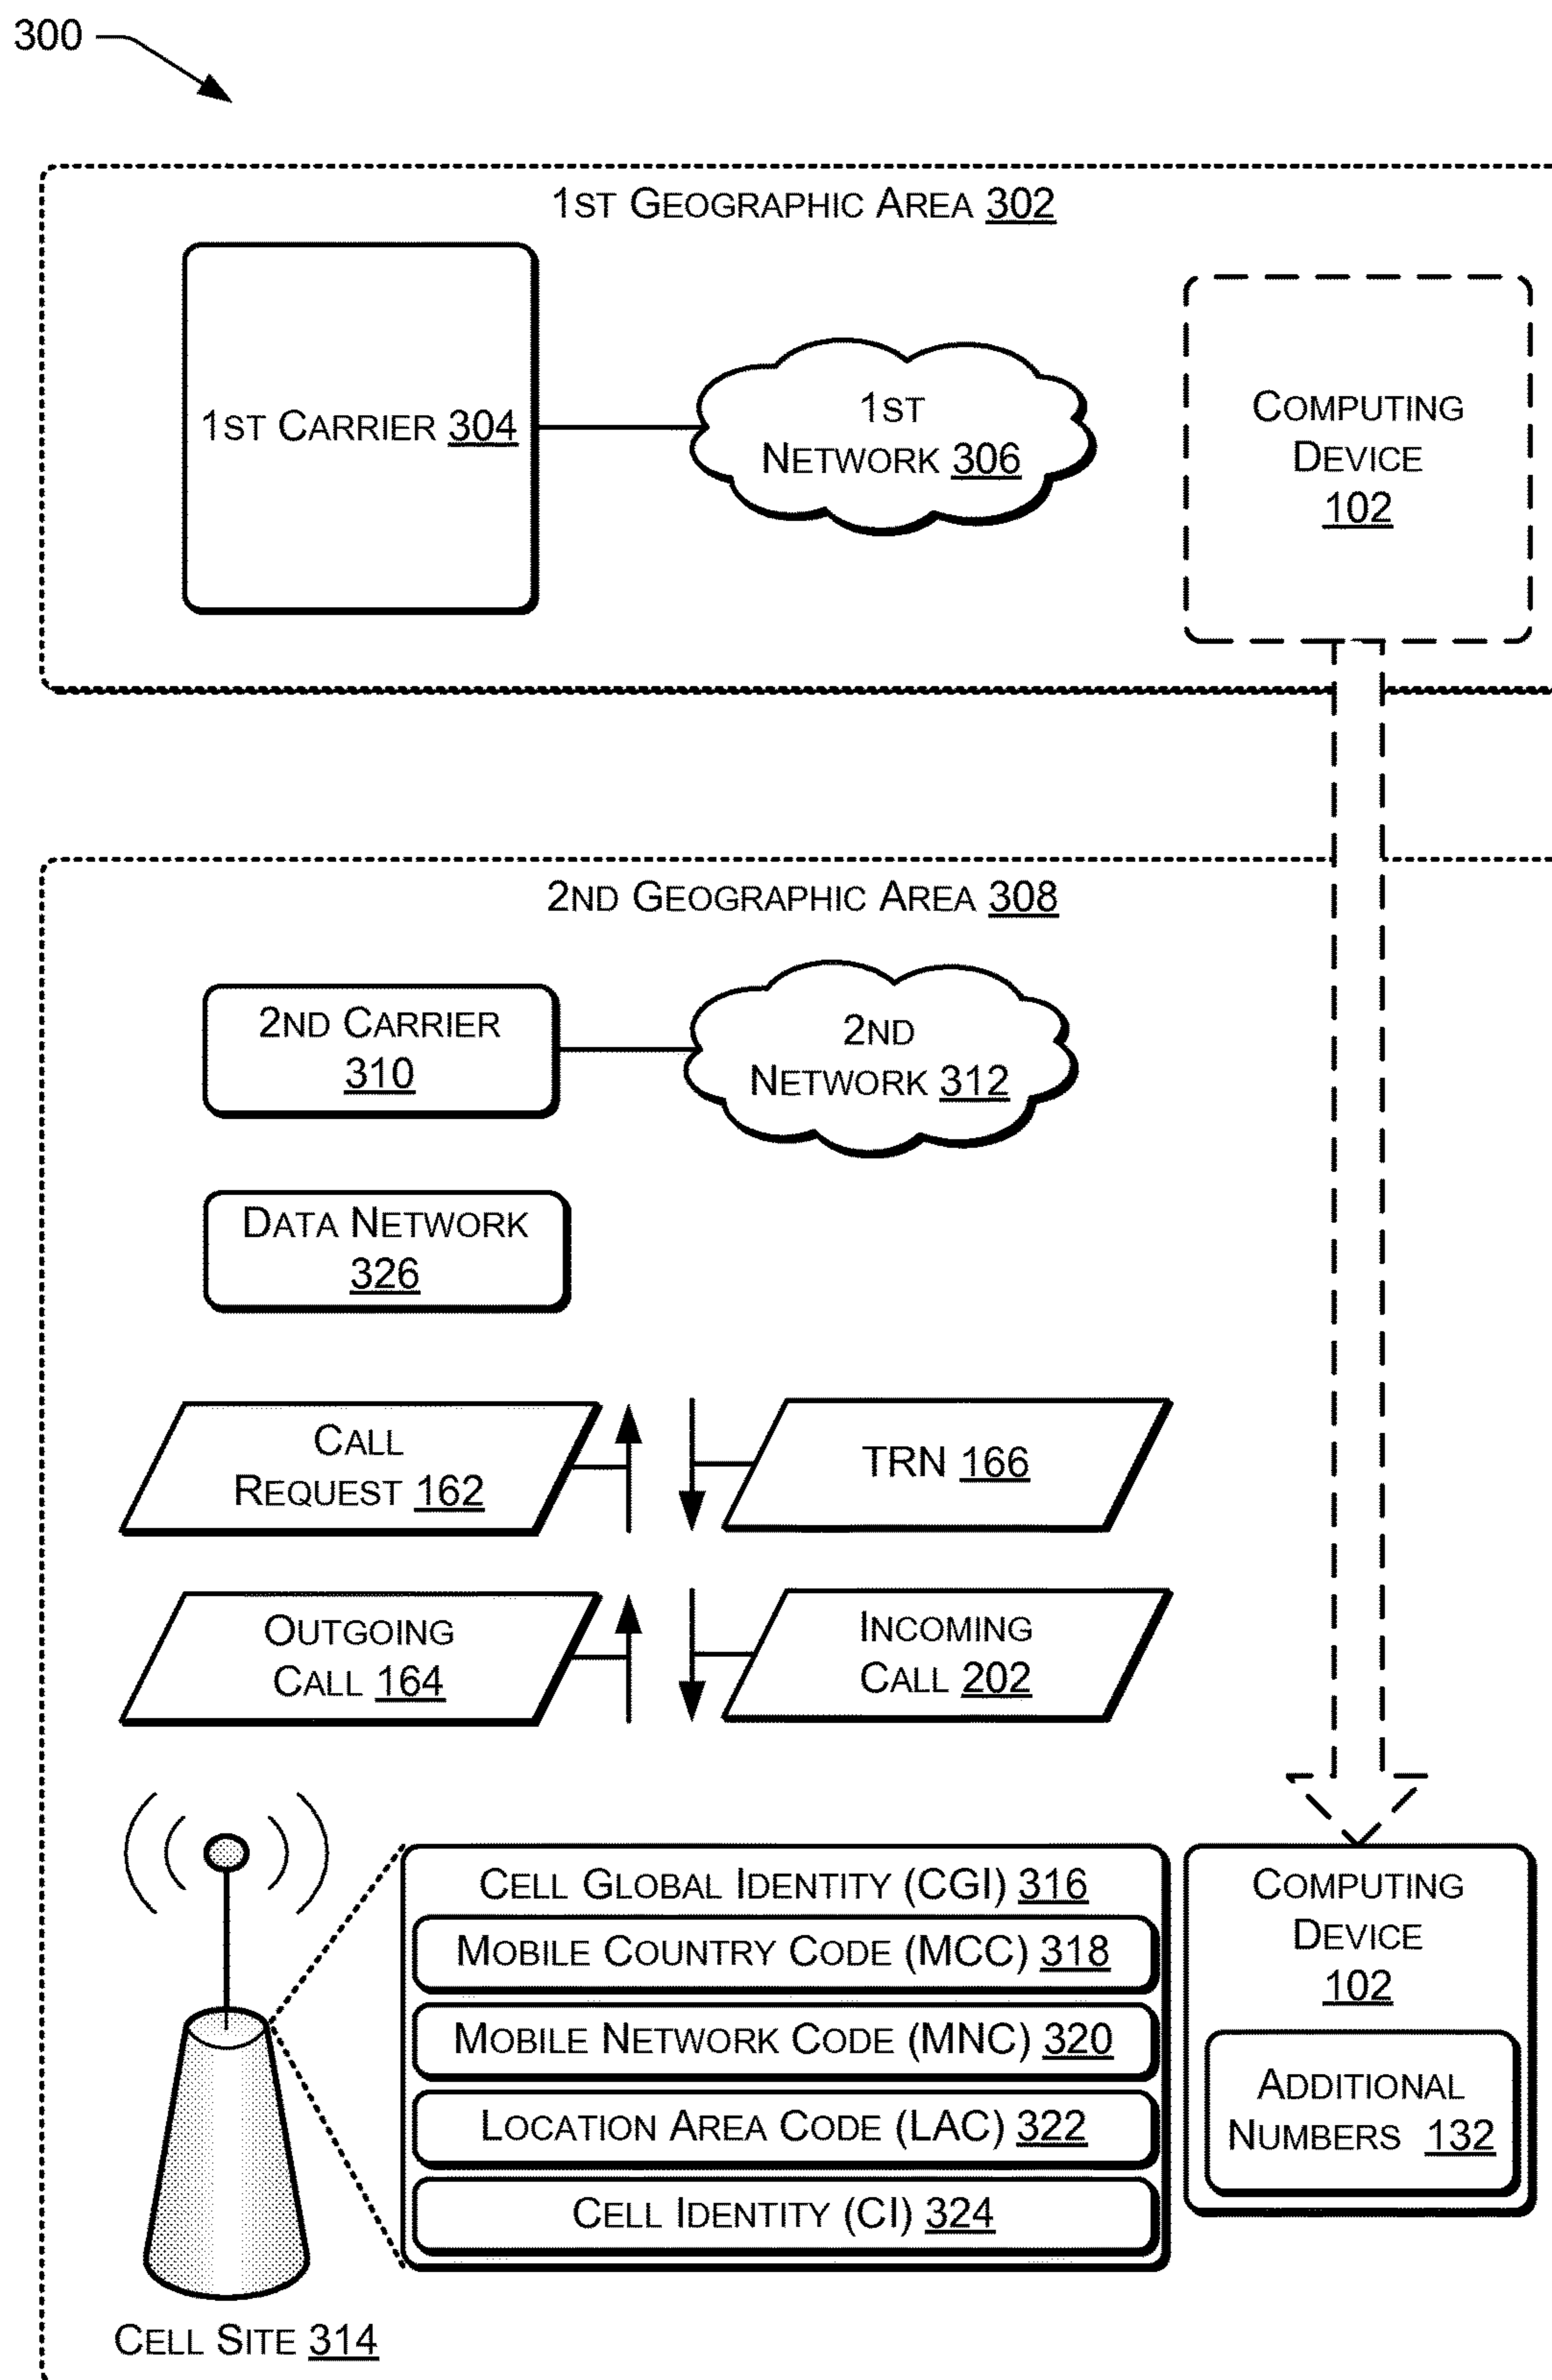 300
1ST GEOGRAPHIC AREA 302
1ST CARRIER 304
1ST
NETWORK 306
COMPUTING
DEVICE
102
2ND GEOGRAPHIC AREA 308
2ND CARRIER
310
2ND
NETWORK 312
DATA NETWORK
326
CALL
REQUEST 162
TRN 166
OUTGOING
CALL 164
INCOMING
CALL 202
CELL GLOBAL IDENTITY (CGI) 316
MOBILE COUNTRY CODE (MCC) 318
MOBILE NETWORK CODE (MNC) 320
LOCATION AREA CODE (LAC) 322
CELL IDENTITY (CI) 324
COMPUTING
DEVICE
102
ADDITIONAL
NUMBERS 132
CELL SITE 314